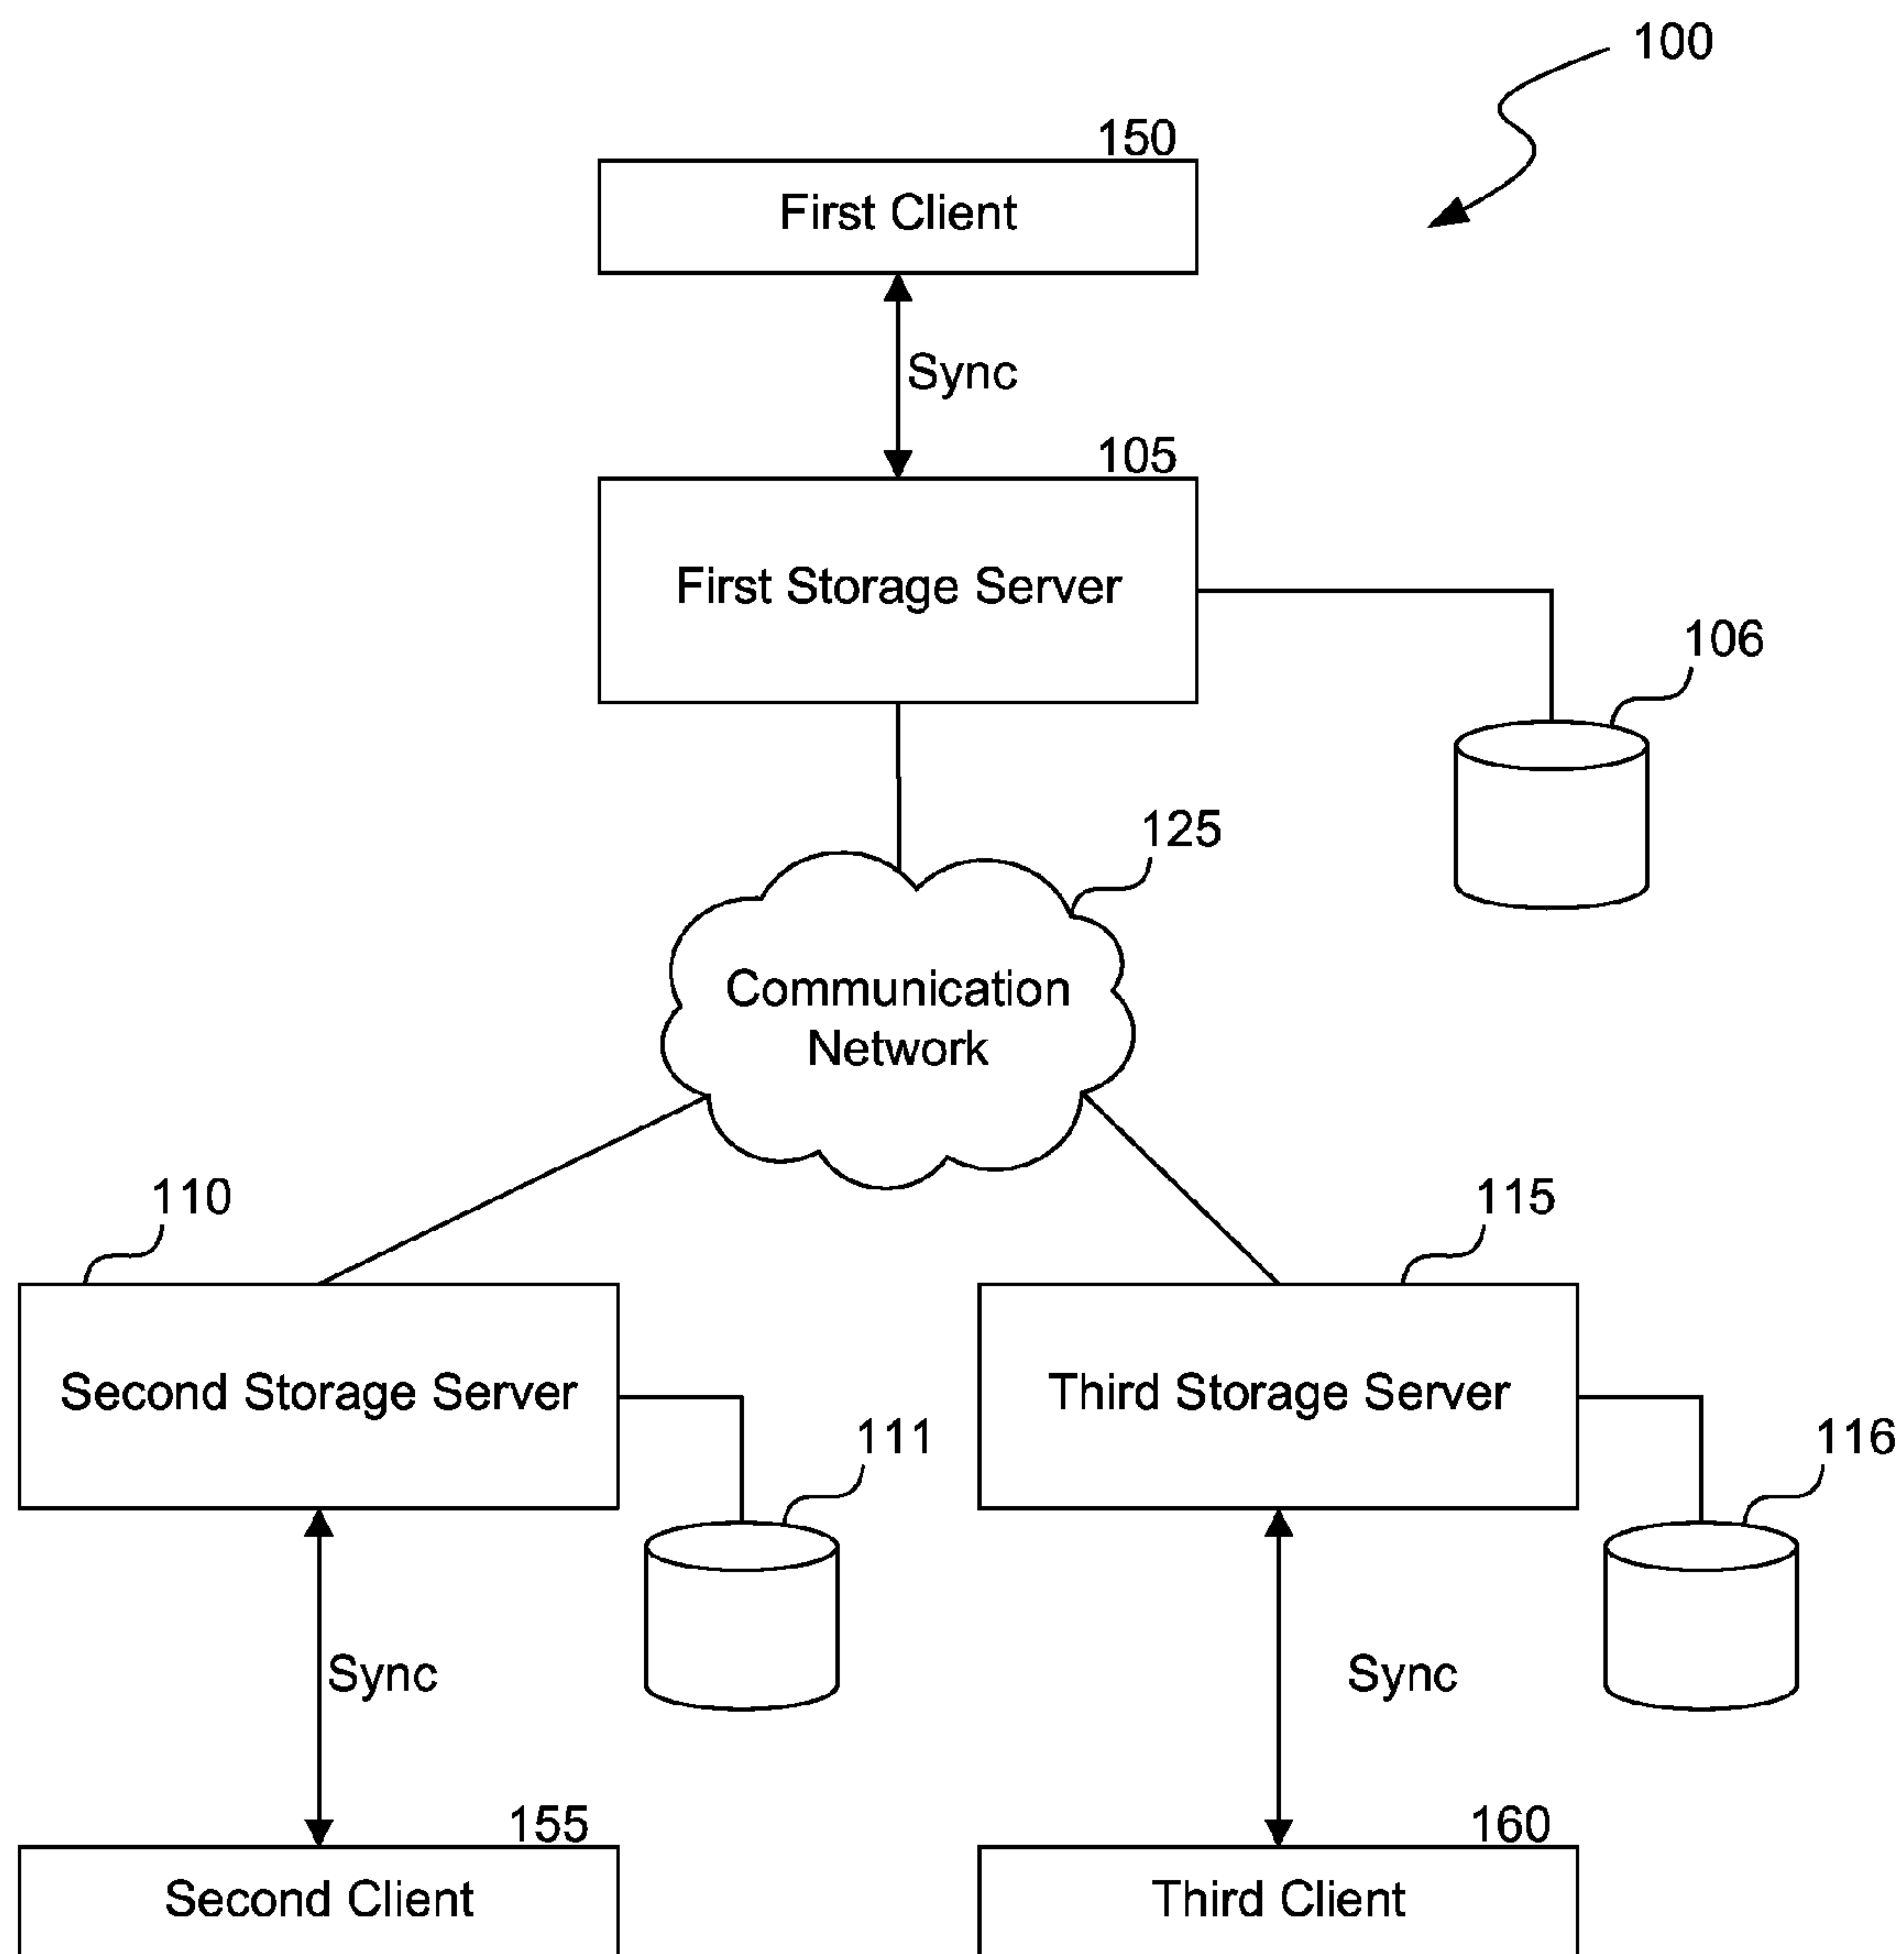 100
150
First Client
Sync
105
First Storage Server
106
125
Communication
Network
110
115
Second Storage Server
Third Storage Server
111
116
Sync
Sync
155
160
Second Client
Third Client